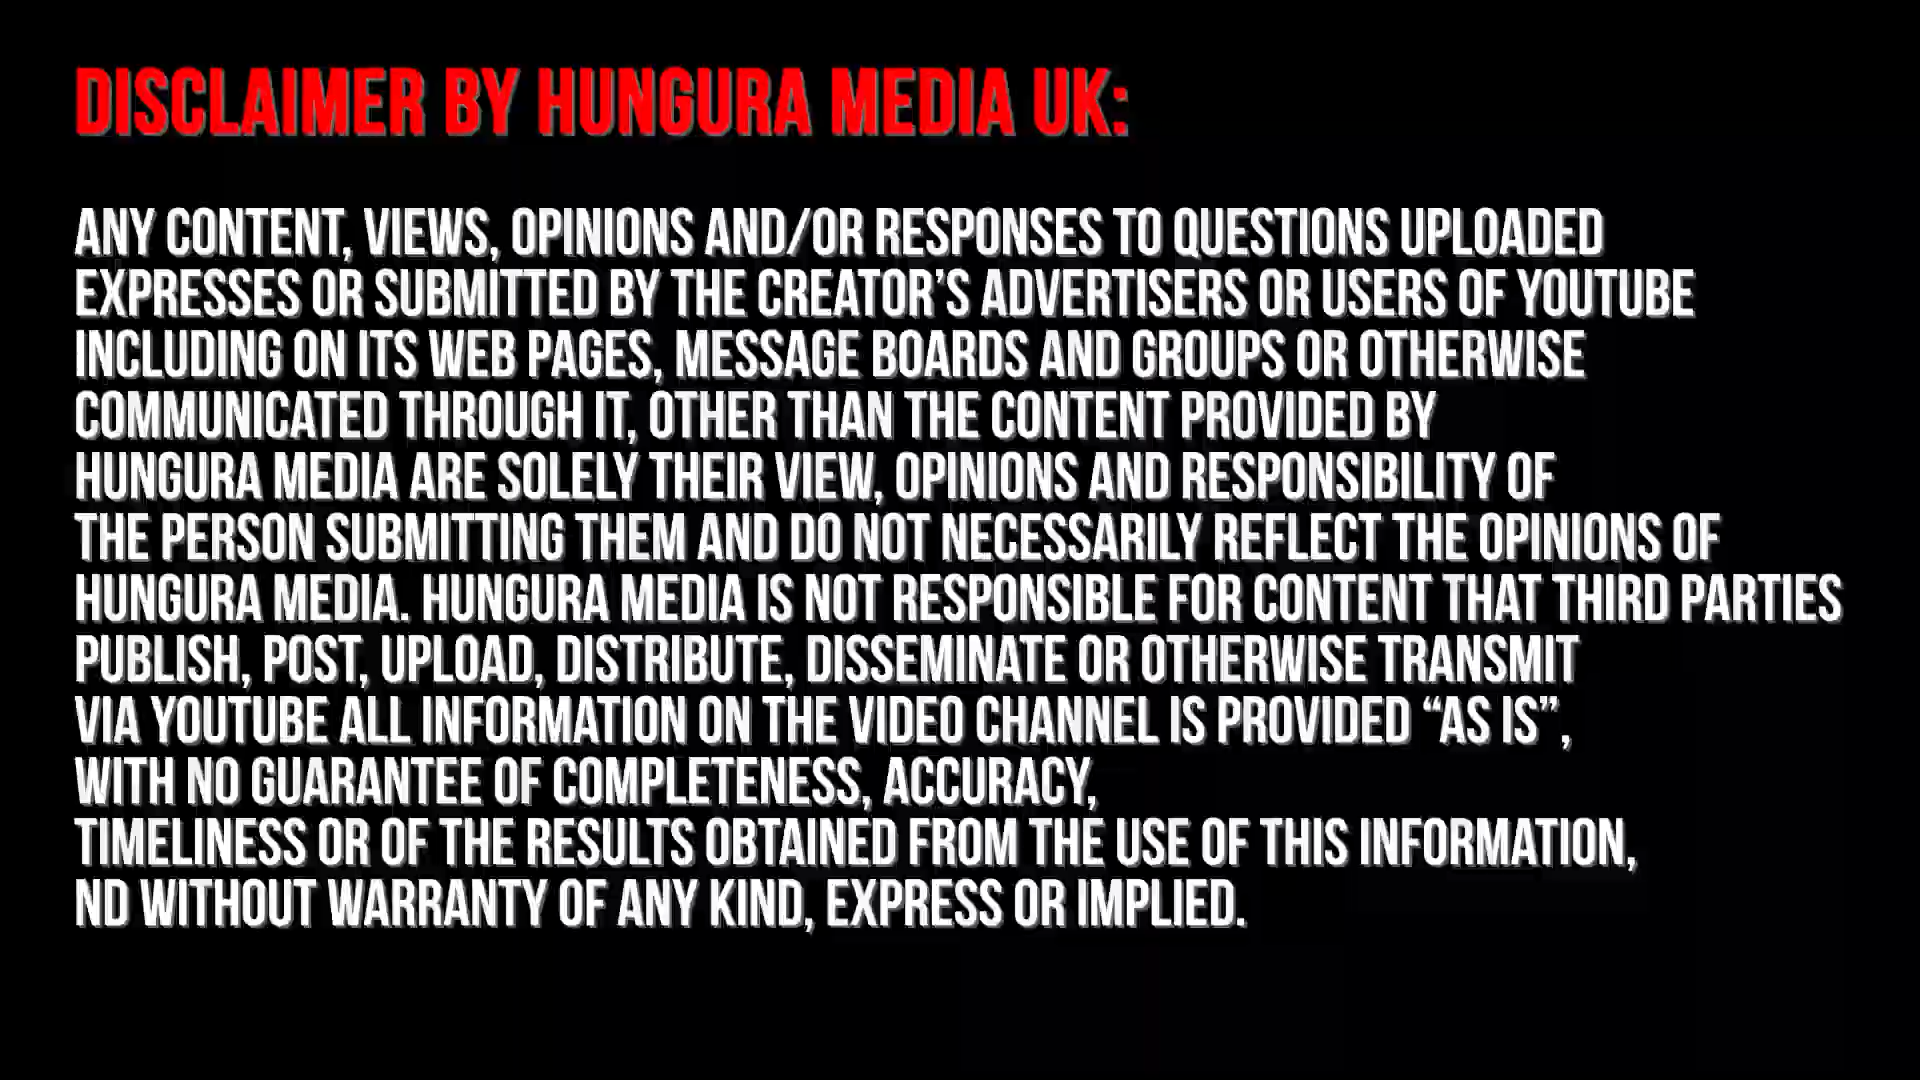 DISCLAIMER BY HUNGURA MEDIA UK:
ANY CONTENT, VIEWS, OPINIONS AND/OR RESPONSES TO QUESTIONS UPLOADED
EXPRESSES OR SUBMITTED BY THE CREATOR’S ADVERTISERS OR USERS OF YOUTUBE
INCLUDING ON ITS WEB PAGES, MESSAGE BOARDS AND GROUPS OR OTHERWISE
COMMUNICATED THROUGH IT, OTHER THAN THE CONTENT PROVIDED BY
HUNGURA MEDIA ARE SOLELY THEIR VIEW, OPINIONS AND RESPONSIBILITY OF
THE PERSON SUBMITTING THEM AND DO NOT NECESSARILY REFLECT THE OPINIONS OF
HUNGURA MEDIA. HUNGURA MEDIA IS NOT RESPONSIBLE FOR CONTENT THAT THIRD PARTIES
PUBLISH, POST, UPLOAD, DISTRIBUTE, DISSEMINATE OR OTHERWISE TRANSMIT
VIA YOUTUBE ALL INFORMATION ON THE VIDEO CHANNEL IS PROVIDED “AS IS”,
WITH NO GUARANTEE OF COMPLETENESS, ACCURACY,
TIMELINESS OR OF THE RESULTS OBTAINED FROM THE USE OF THIS INFORMATION,
ND WITHOUT WARRANTY OF ANY KIND, EXPRESS OR IMPLIED.